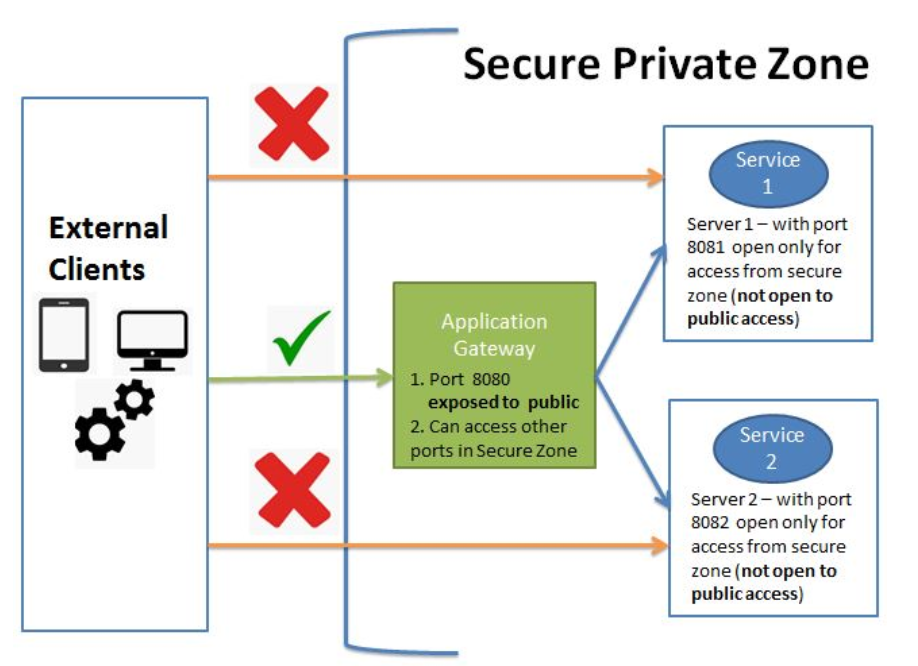 Secure Private Zone
External
Clients
Application
Gateway
1. Port 8080
exposed to public
2. Can access other
ports in Secure Zone
Service
1
Server 1 – with port
8081 open only for
access from secure
zone (not open to
public access)
Service
2
Server 2 – with port
8082 open only for
access from secure
zone (not open to
public access)